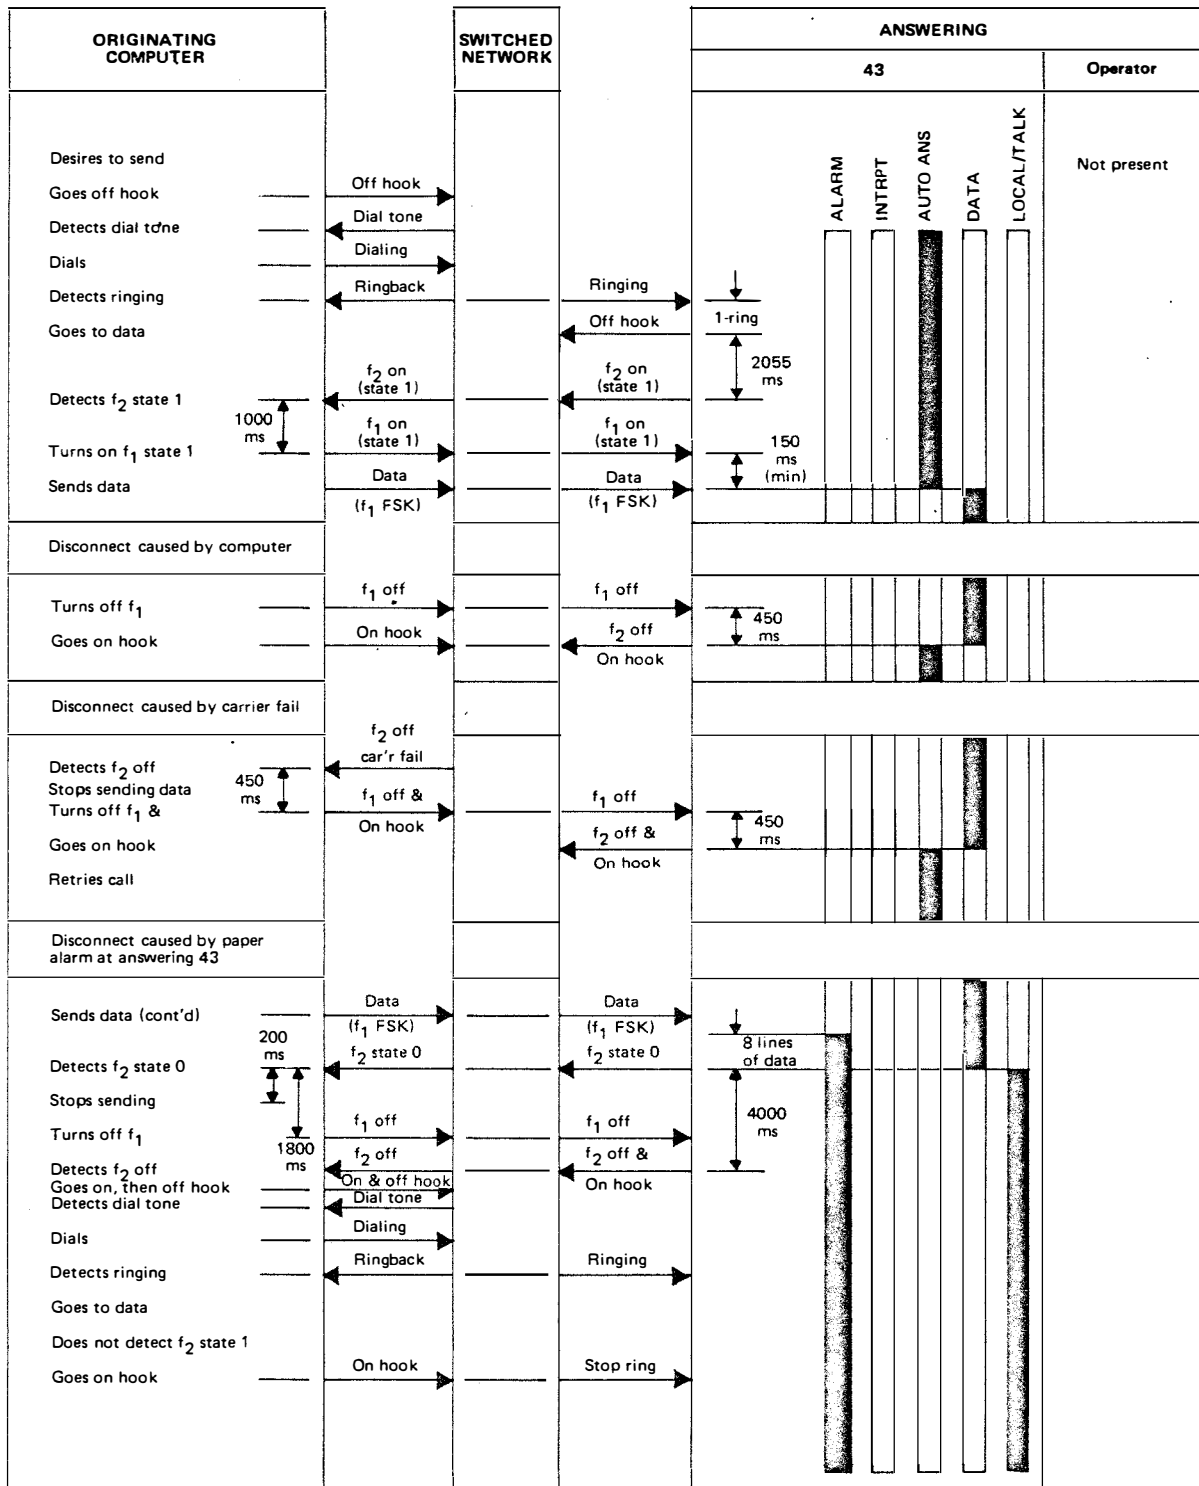 ORIGINATING
COMPUTER
SWITCHED
NETWORK
ANSWERING
43
Operator
ALARM
INTRPT
AUTO ANS
DATA
LOCAL/TALK
Not present
Desires to send
Goes off hook
Off hook
Detects dial tone
Dial tone
Dials
Dialing
Detects ringing
Ringback
Ringing
1-ring
Goes to data
Off hook
2055
ms
f2 on
(state 1)
f2 on
(state 1)
Detects f2 state 1
1000
ms
f1 on
(state 1)
f1 on
(state 1)
150
ms
(min)
Turns on f1 state 1
Sends data
Data
(f1 FSK)
Data
(f1 FSK)
Disconnect caused by computer
Turns off f1
f1 off
f1 off
450
ms
Goes on hook
On hook
f2 off
On hook
Disconnect caused by carrier fail
f2 off
car'r fail
Detects f2 off
450
ms
Stops sending data
Turns off f1 &
f1 off &
On hook
f1 off
450
ms
Goes on hook
f2 off &
On hook
Retries call
Disconnect caused by paper
alarm at answering 43
Sends data (cont'd)
Data
(f1 FSK)
Data
(f1 FSK)
8 lines
of data
200
ms
Detects f2 state 0
f2 state 0
f2 state 0
Stops sending
4000
ms
Turns off f1
1800
ms
f1 off
f1 off
Detects f2 off
f2 off
f2 off &
On hook
Goes on, then off hook
On & off hook
Detects dial tone
Dial tone
Dials
Dialing
Detects ringing
Ringback
Ringing
Goes to data
Does not detect f2 state 1
Goes on hook
On hook
Stop ring